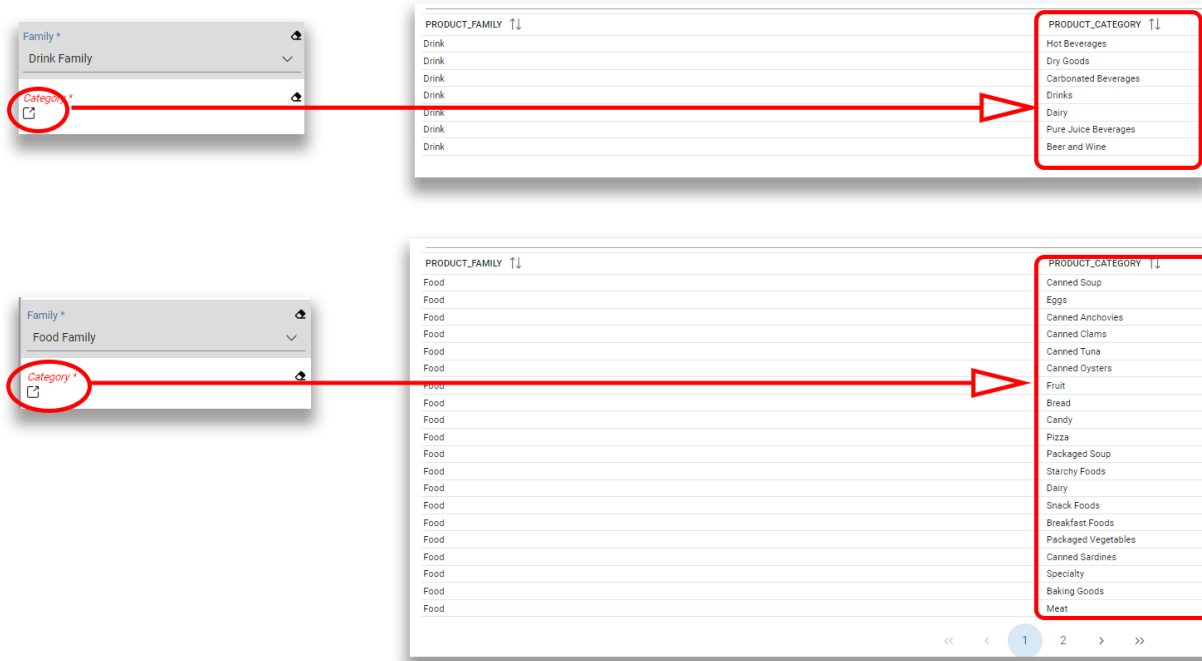 Family *
Drink Family
Category *
PRODUCT_FAMILY PRODUCT_CATEGORY
Drink Hot Beverages
Drink Dry Goods
Drink Carbonated Beverages
Drink Drinks
Drink Dairy
Drink Pure Juice Beverages
Drink Beer and Wine
Family *
Food Family
Category *
PRODUCT_FAMILY PRODUCT_CATEGORY
Food Canned Soup
Food Eggs
Food Canned Anchovies
Food Canned Clams
Food Canned Tuna
Food Canned Oysters
Food Fruit
Food Bread
Food Candy
Food Pizza
Food Packaged Soup
Food Starchy Foods
Food Dairy
Food Snack Foods
Food Breakfast Foods
Food Packaged Vegetables
Food Canned Sardines
Food Specialty
Food Baking Goods
Food Meat
<< < 1 2 > >>